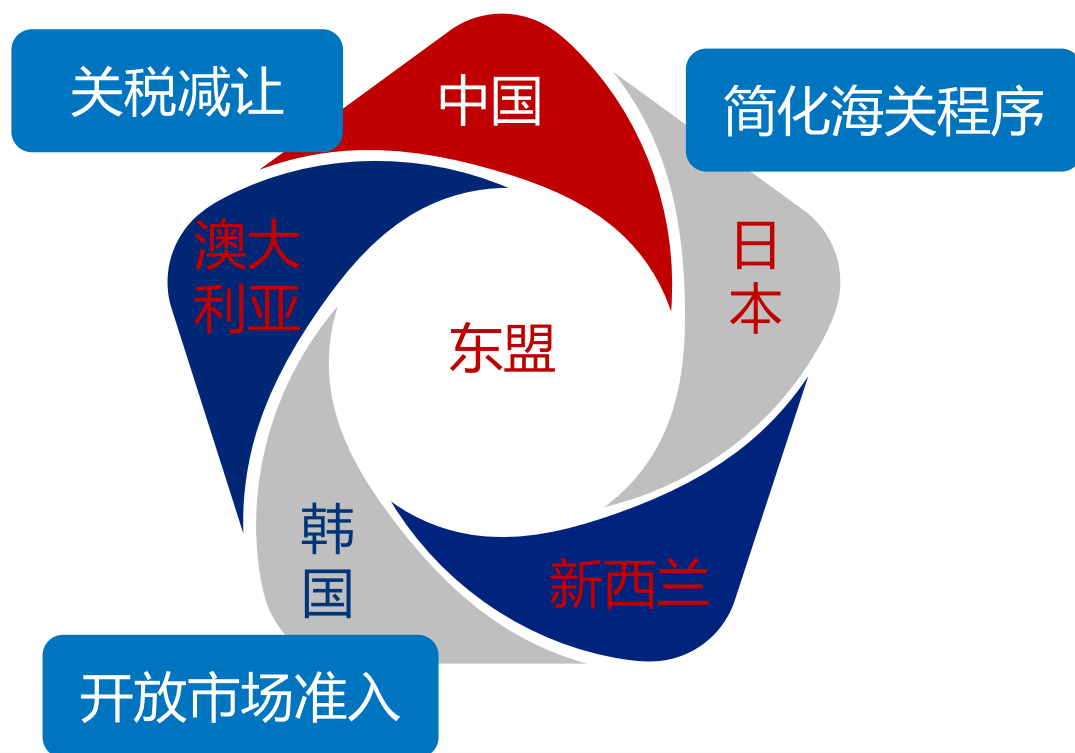 关税减让
中国
简化海关程序
澳大
利亚
日
本
东盟
韩
国
新西兰
开放市场准入